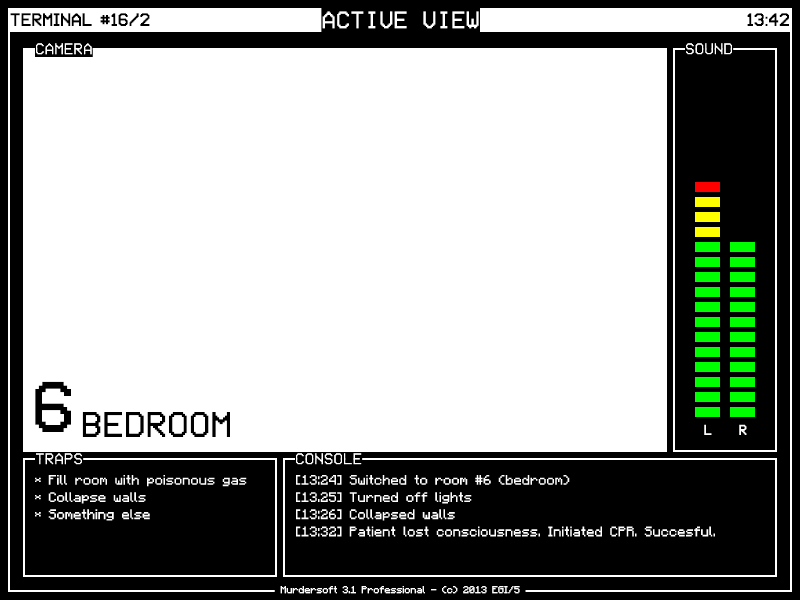 TERMINAL #16/2
ACTIVE VIEW
13:42
CAMERA
SOUND
6 BEDROOM
L R
TRAPS
* Fill room with poisonous gas
* Collapse walls
* Something else
CONSOLE
[13:24] Switched to room #6 (bedroom)
[13.25] Turned off lights
[13:26] Collapsed walls
[13:32] Patient lost consciousness. Initiated CPR. Succesful.
Murdersoft 3.1 Professional - (c) 2013 EGI/5